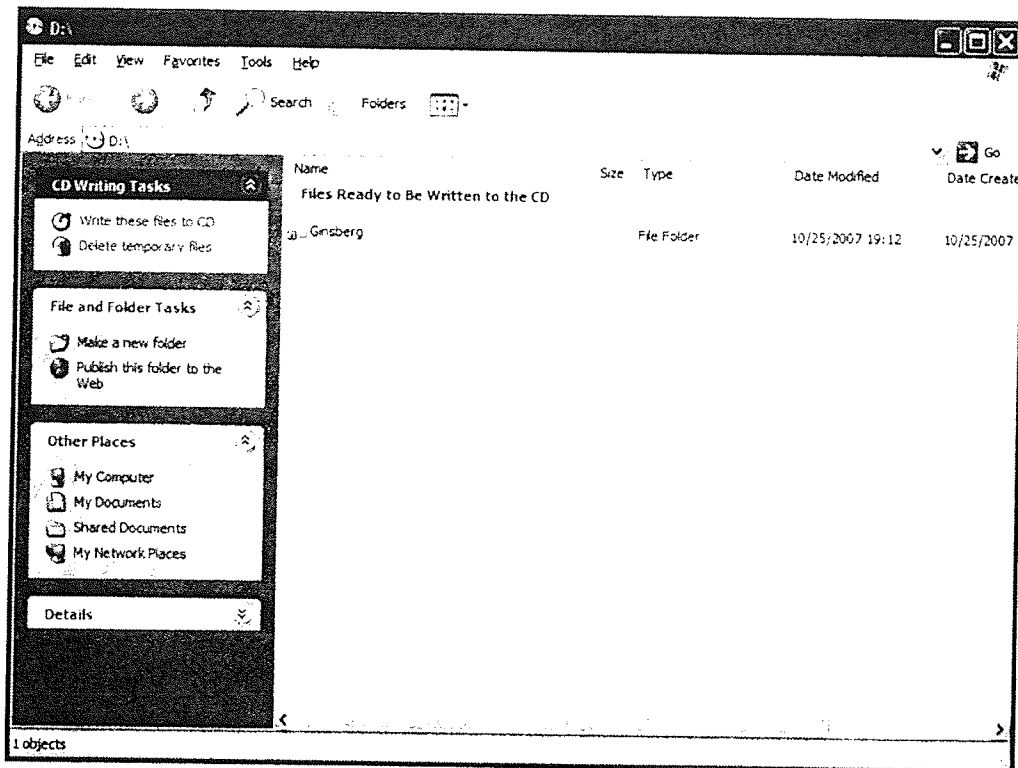 D:\
File Edit View Favorites Tools Help
Search Folders
Address D:\ Go
Name Size Type Date Modified Date Create
Files Ready to Be Written to the CD
Ginsberg File Folder 10/25/2007 19:12 10/25/2007
CD Writing Tasks
Write these files to CD
Delete temporary files
File and Folder Tasks
Make a new folder
Publish this folder to the
Web
Other Places
My Computer
My Documents
Shared Documents
My Network Places
Details
1 objects